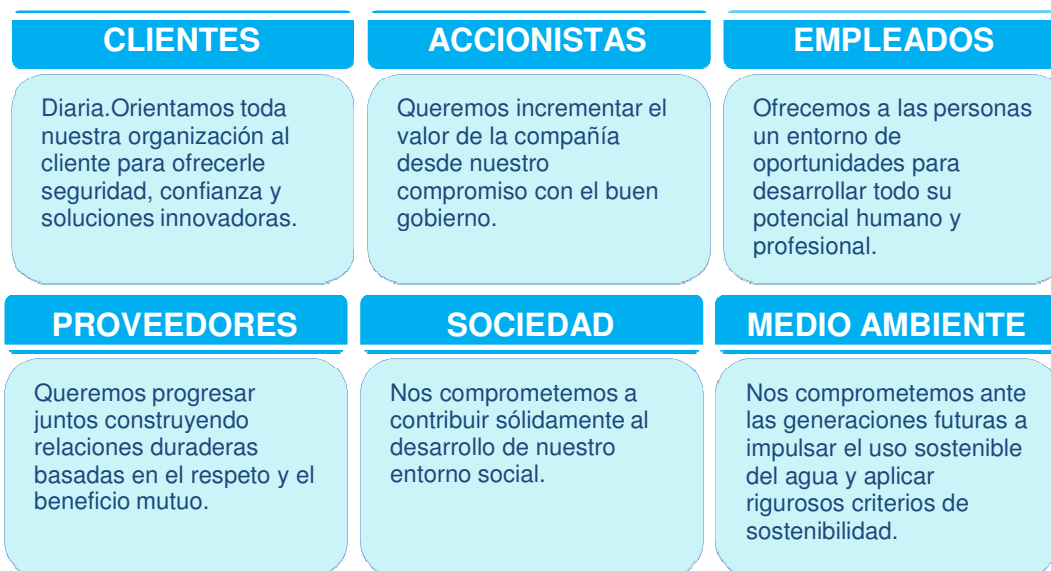 CLIENTES
Diaria.Orientamos toda
nuestra organización al
cliente para ofrecerle
seguridad, confianza y
soluciones innovadoras.
ACCIONISTAS
Queremos incrementar el
valor de la compañía
desde nuestro
compromiso con el buen
gobierno.
EMPLEADOS
Ofrecemos a las personas
un entorno de
oportunidades para
desarrollar todo su
potencial humano y
profesional.
PROVEEDORES
Queremos progresar
juntos construyendo
relaciones duraderas
basadas en el respeto y el
beneficio mutuo.
SOCIEDAD
Nos comprometemos a
contribuir sólidamente al
desarrollo de nuestro
entorno social.
MEDIO AMBIENTE
Nos comprometemos ante
las generaciones futuras a
impulsar el uso sostenible
del agua y aplicar
rigurosos criterios de
sostenibilidad.